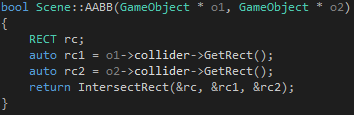 bool Scene::AABB(GameObject * o1, GameObject * o2)
{
RECT rc;
auto rc1 = o1->collider->GetRect();
auto rc2 = o2->collider->GetRect();
return IntersectRect(&rc, &rc1, &rc2);
}